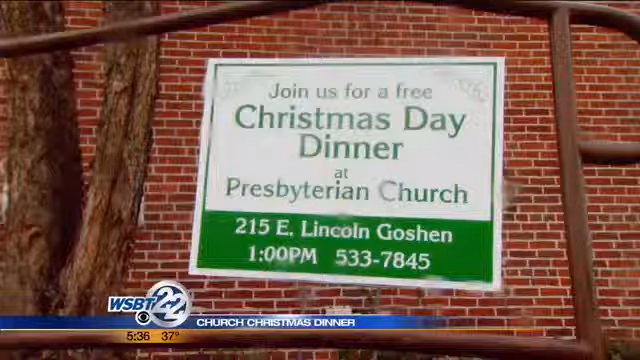 Join us for a free
Christmas Day
Dinner
at
Presbyterian Church
215 E. Lincoln Goshen
1:00PM 533-7845
WSBT 22
CHURCH CHRISTMAS DINNER
5:36 37°